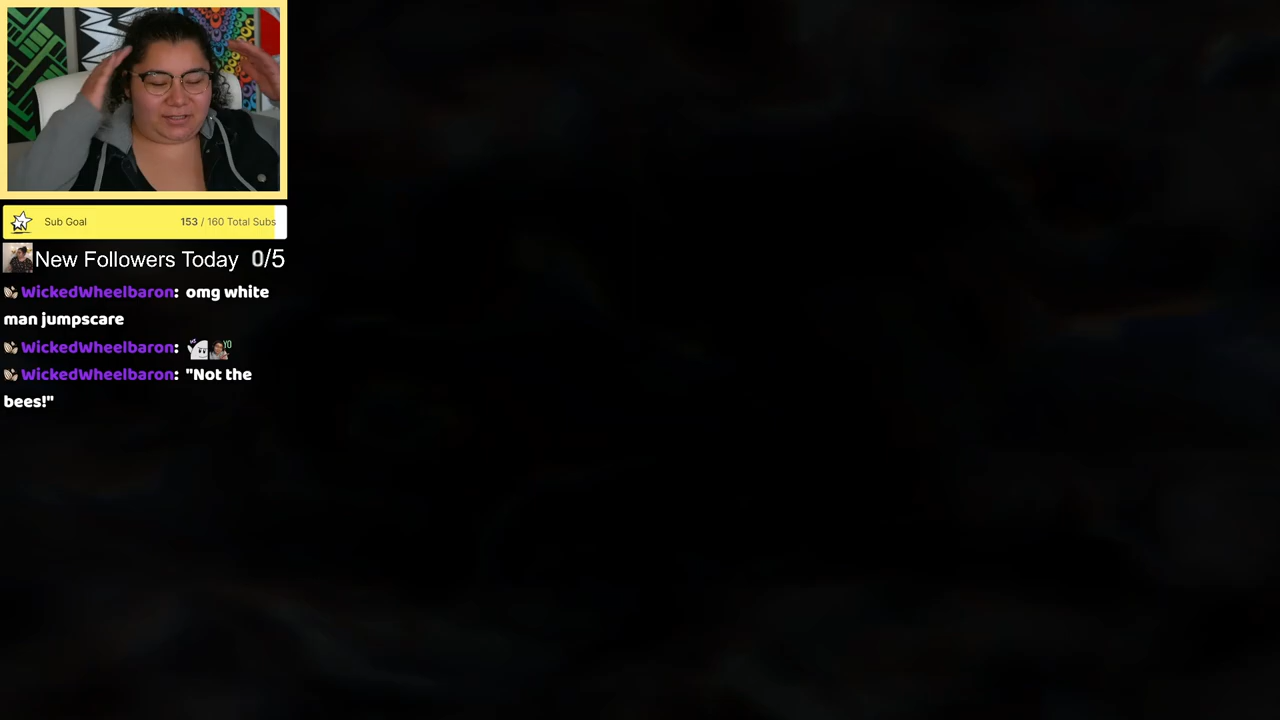 Sub Goal 153 / 160 Total Subs
New Followers Today 0/5
WickedWheelbaron: omg white
man jumpscare
WickedWheelbaron:
WickedWheelbaron: "Not the
bees!"